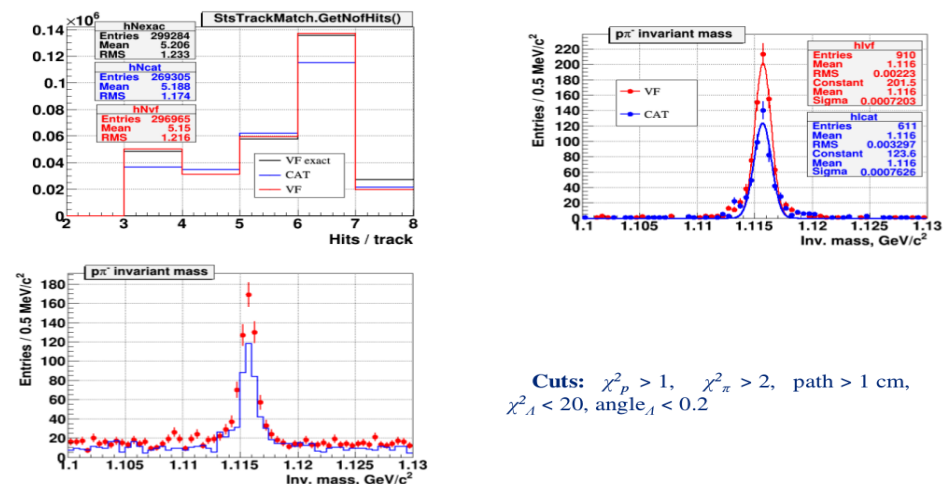 StsTrackMatch.GetNofHits()
×10⁶
0.14
0.12
0.1
0.08
0.06
0.04
0.02
0
2 3 4 5 6 7 8
Hits / track
hNexac
Entries 299284
Mean 5.206
RMS 1.233
hNcat
Entries 269305
Mean 5.188
RMS 1.174
hNvf
Entries 296965
Mean 5.15
RMS 1.216
VF exact
CAT
VF
pπ⁻ invariant mass
Entries / 0.5 MeV/c²
220
200
180
160
140
120
100
80
60
40
20
0
1.1 1.105 1.11 1.115 1.12 1.125 1.13
Inv. mass, GeV/c²
VF
CAT
hlvf
Entries 910
Mean 1.116
RMS 0.00223
Constant 201.5
Mean 1.116
Sigma 0.0007203
hlcat
Entries 611
Mean 1.116
RMS 0.003297
Constant 123.6
Mean 1.116
Sigma 0.0007626
pπ⁻ invariant mass
Entries / 0.5 MeV/c²
180
160
140
120
100
80
60
40
20
0
1.1 1.105 1.11 1.115 1.12 1.125 1.13
Inv. mass, GeV/c²
Cuts: χ²ₚ > 1, χ²_π > 2, path > 1 cm,
χ²_Λ < 20, angle_Λ < 0.2